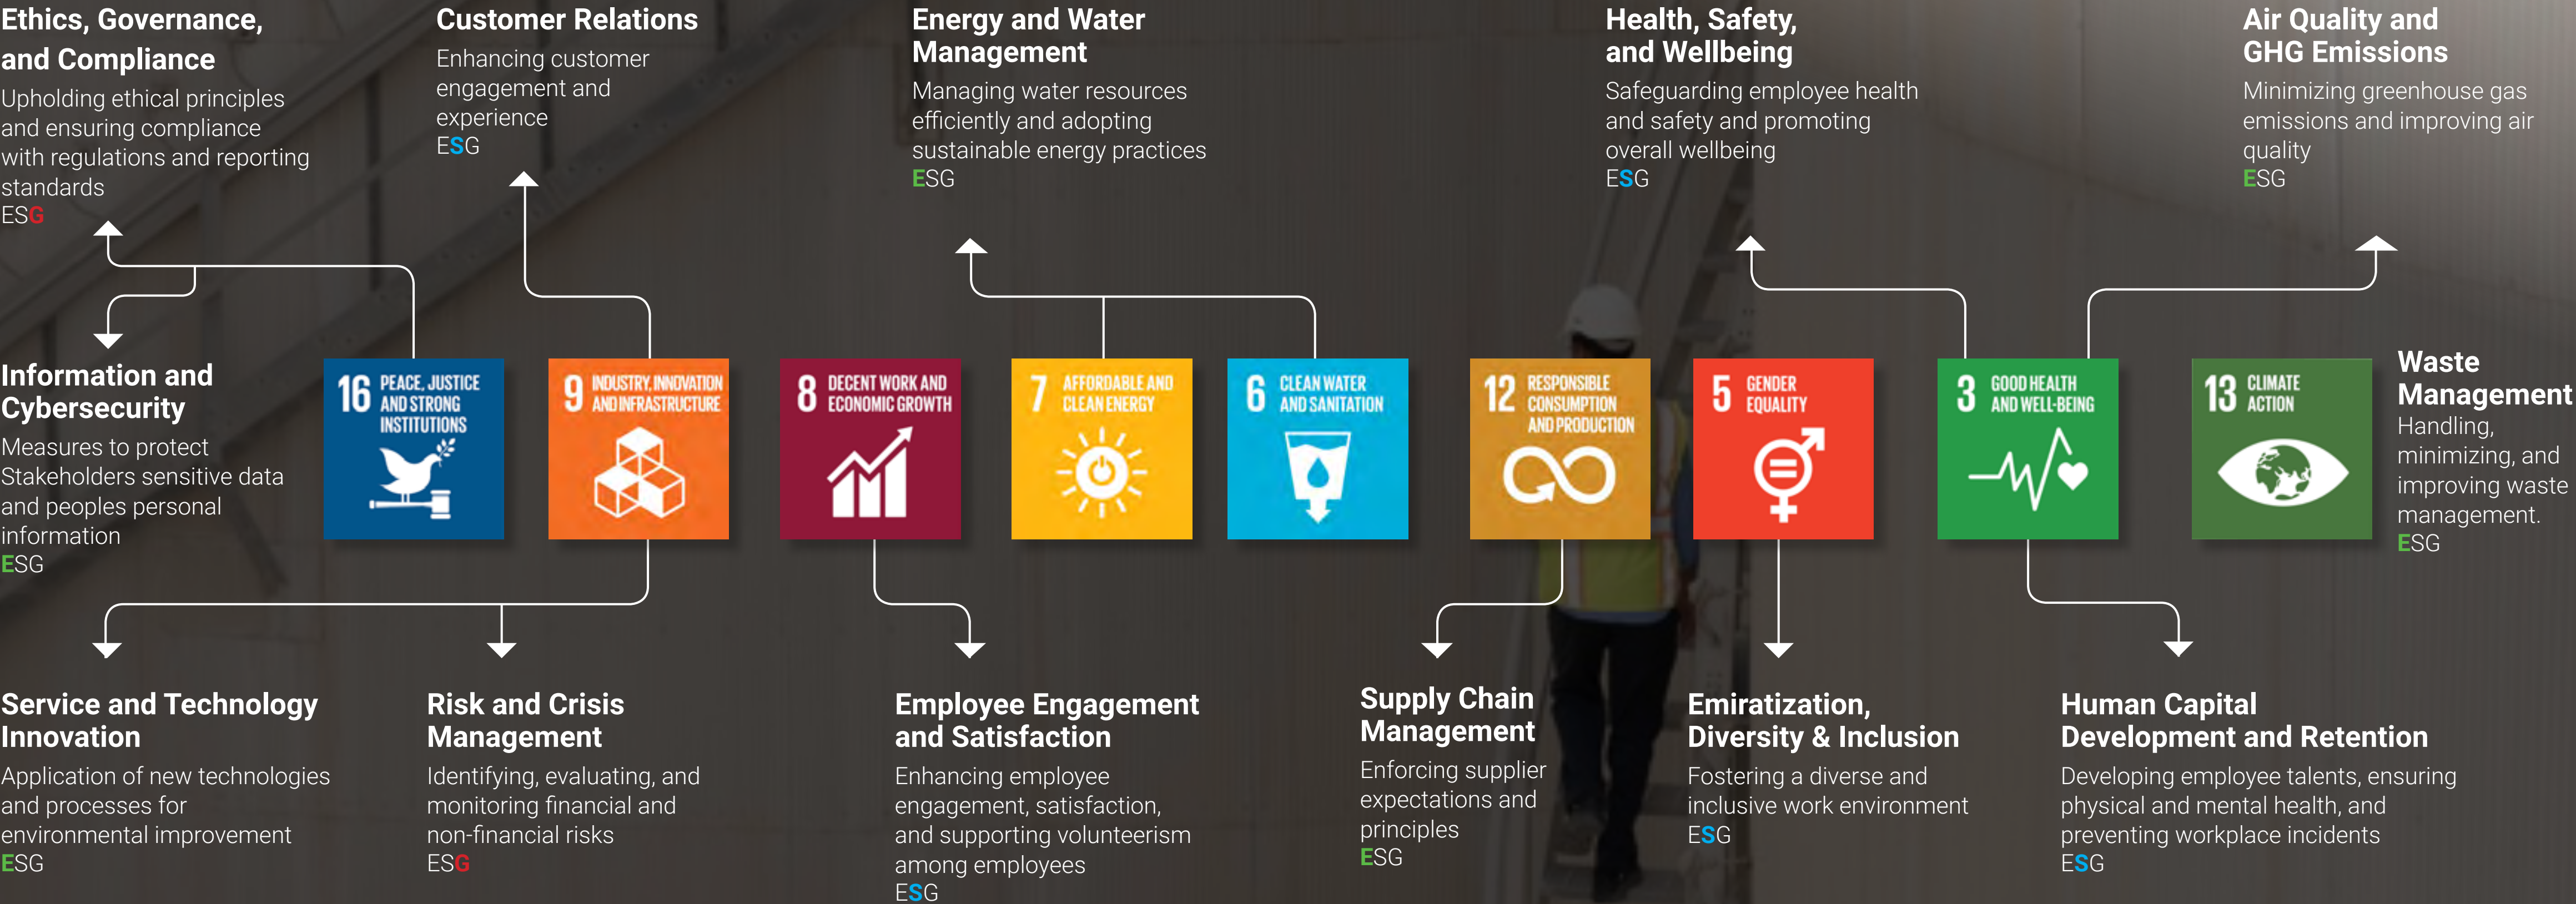 Ethics, Governance,
and Compliance
Upholding ethical principles
and ensuring compliance
with regulations and reporting
standards
ESG
Customer Relations
Enhancing customer
engagement and
experience
ESG
Energy and Water
Management
Managing water resources
efficiently and adopting
sustainable energy practices
ESG
Health, Safety,
and Wellbeing
Safeguarding employee health
and safety and promoting
overall wellbeing
ESG
Air Quality and
GHG Emissions
Minimizing greenhouse gas
emissions and improving air
quality
ESG
Information and
Cybersecurity
Measures to protect
Stakeholders sensitive data
and peoples personal
information
ESG
16 PEACE, JUSTICE
AND STRONG
INSTITUTIONS
9 INDUSTRY, INNOVATION
AND INFRASTRUCTURE
8 DECENT WORK AND
ECONOMIC GROWTH
7 AFFORDABLE AND
CLEAN ENERGY
6 CLEAN WATER
AND SANITATION
12 RESPONSIBLE
CONSUMPTION
AND PRODUCTION
5 GENDER
EQUALITY
3 GOOD HEALTH
AND WELL-BEING
13 CLIMATE
ACTION
Waste
Management
Handling,
minimizing, and
improving waste
management.
ESG
Service and Technology
Innovation
Application of new technologies
and processes for
environmental improvement
ESG
Risk and Crisis
Management
Identifying, evaluating, and
monitoring financial and
non-financial risks
ESG
Employee Engagement
and Satisfaction
Enhancing employee
engagement, satisfaction,
and supporting volunteerism
among employees
ESG
Supply Chain
Management
Enforcing supplier
expectations and
principles
ESG
Emiratization,
Diversity & Inclusion
Fostering a diverse and
inclusive work environment
ESG
Human Capital
Development and Retention
Developing employee talents, ensuring
physical and mental health, and
preventing workplace incidents
ESG